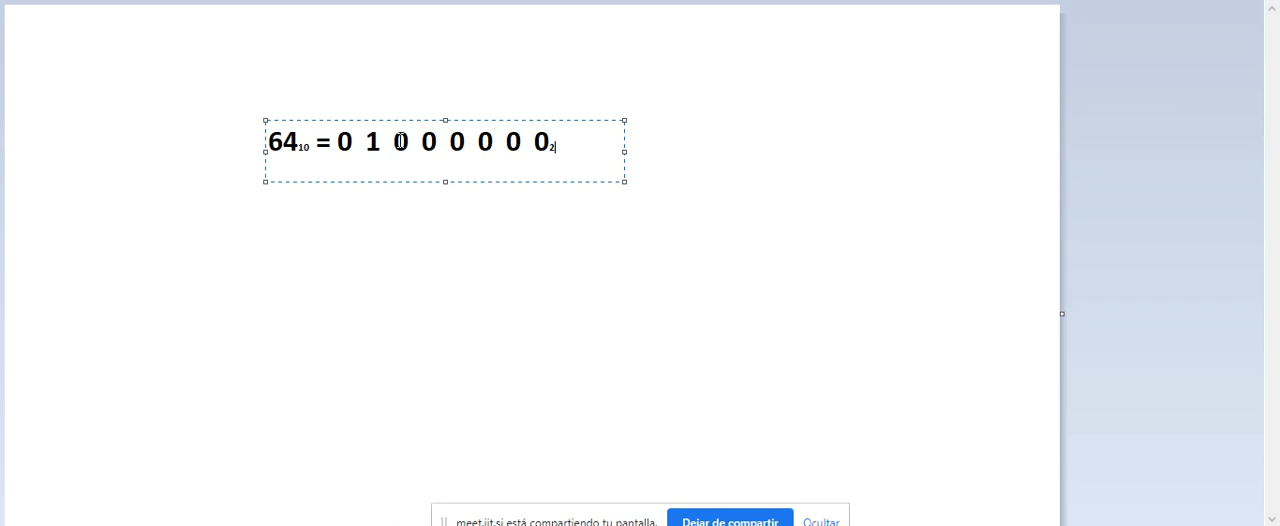 64₁₀ = 0 1 0 0 0 0 0 0₂
meet.jit.si está compartiendo tu pantalla. Dejar de compartir Ocultar